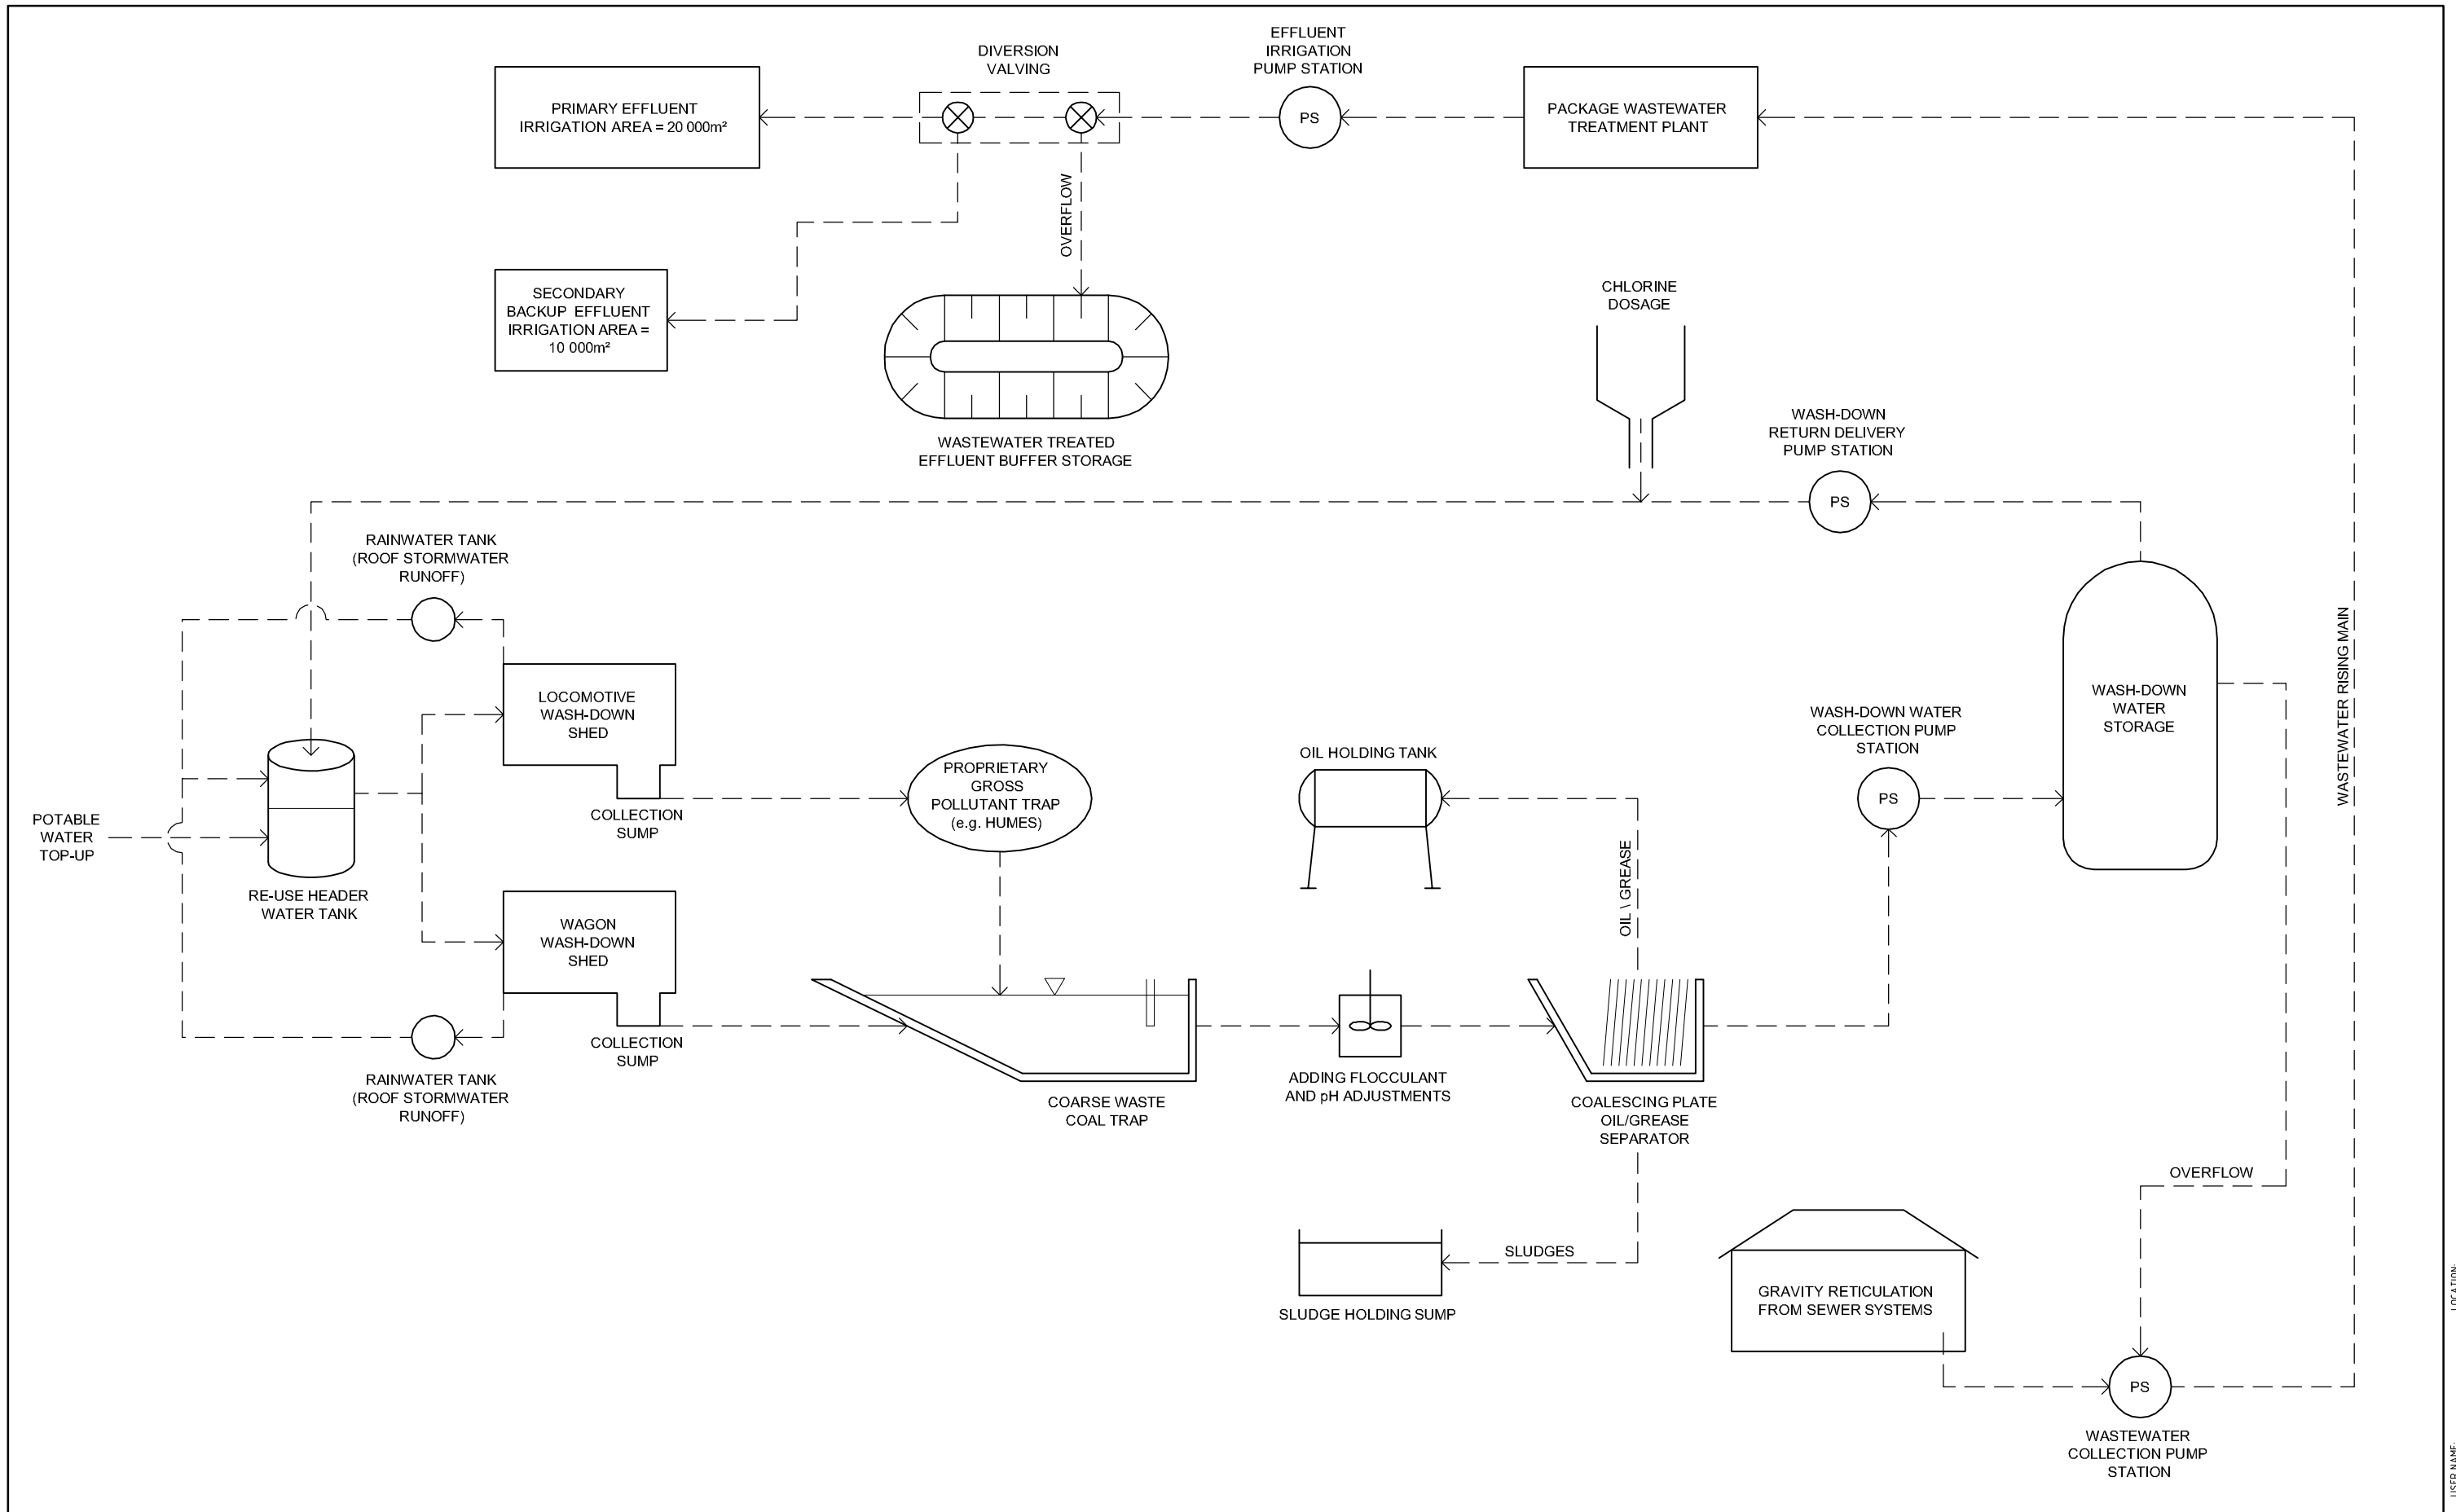 EFFLUENT
IRRIGATION
PUMP STATION
DIVERSION
VALVING
PRIMARY EFFLUENT
IRRIGATION AREA = 20 000m²
PS
PACKAGE WASTEWATER
TREATMENT PLANT
OVERFLOW
SECONDARY
BACKUP EFFLUENT
IRRIGATION AREA =
10 000m²
CHLORINE
DOSAGE
WASTEWATER TREATED
EFFLUENT BUFFER STORAGE
WASH-DOWN
RETURN DELIVERY
PUMP STATION
PS
RAINWATER TANK
(ROOF STORMWATER
RUNOFF)
LOCOMOTIVE
WASH-DOWN
SHED
WASH-DOWN
WATER
STORAGE
WASTEWATER RISING MAIN
WASH-DOWN WATER
COLLECTION PUMP
STATION
PS
OIL HOLDING TANK
PROPRIETARY
GROSS
POLLUTANT TRAP
(e.g. HUMES)
COLLECTION
SUMP
POTABLE
WATER
TOP-UP
RE-USE HEADER
WATER TANK
OIL \ GREASE
WAGON
WASH-DOWN
SHED
COLLECTION
SUMP
RAINWATER TANK
(ROOF STORMWATER
RUNOFF)
COARSE WASTE
COAL TRAP
ADDING FLOCCULANT
AND pH ADJUSTMENTS
COALESCING PLATE
OIL/GREASE
SEPARATOR
OVERFLOW
SLUDGES
SLUDGE HOLDING SUMP
GRAVITY RETICULATION
FROM SEWER SYSTEMS
PS
WASTEWATER
COLLECTION PUMP
STATION
LOCATION:
USER NAME: